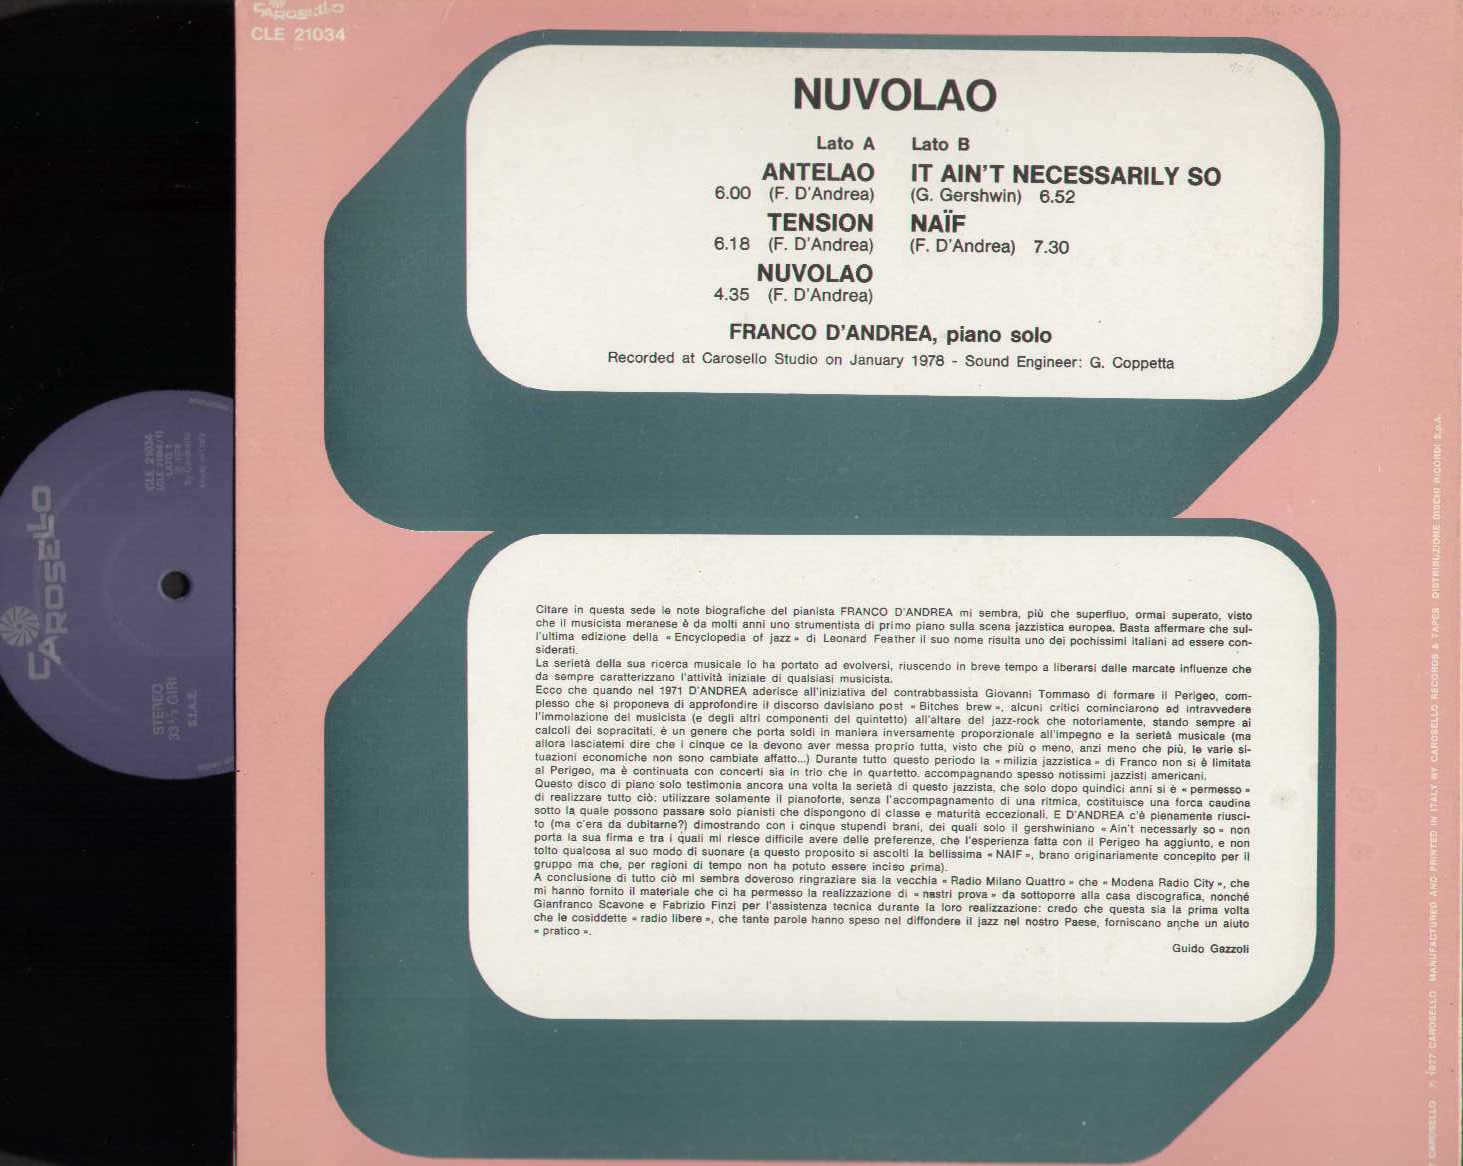 CAROSELLO
CLE 21034
NUVOLAO
Lato A
ANTELAO
6.00 (F. D'Andrea)
TENSION
6.18 (F. D'Andrea)
NUVOLAO
4.35 (F. D'Andrea)
Lato B
IT AIN'T NECESSARILY SO
(G. Gershwin) 6.52
NAÏF
(F. D'Andrea) 7.30
FRANCO D'ANDREA, piano solo
Recorded at Carosello Studio on January 1978 - Sound Engineer: G. Coppetta
Citare in questa sede le note biografiche del pianista FRANCO D'ANDREA mi sembra, più che superfluo, ormai superato, visto
che il musicista meranese è da molti anni uno strumentista di primo piano sulla scena jazzistica europea. Basta affermare che sul-
l'ultima edizione della « Encyclopedia of jazz » di Leonard Feather il suo nome risulta uno dei pochissimi italiani ad essere con-
siderati.
La serietà della sua ricerca musicale lo ha portato ad evolversi, riuscendo in breve tempo a liberarsi dalle marcate influenze che
da sempre caratterizzano l'attività iniziale di qualsiasi musicista.
Ecco che quando nel 1971 D'ANDREA aderisce all'iniziativa del contrabbassista Giovanni Tommaso di formare il Perigeo, com-
plesso che si proponeva di approfondire il discorso davisiano post « Bitches brew », alcuni critici cominciarono ad intravvedere
l'immolazione del musicista (e degli altri componenti del quintetto) all'altare del jazz-rock che notoriamente, stando sempre ai
calcoli dei sopracitati, è un genere che porta soldi in maniera inversamente proporzionale all'impegno e la serietà musicale (ma
allora lasciatemi dire che i cinque ce la devono aver messa proprio tutta, visto che più o meno, anzi meno che più, le varie si-
tuazioni economiche non sono cambiate affatto...) Durante tutto questo periodo la « milizia jazzistica » di Franco non si è limitata
al Perigeo, ma è continuata con concerti sia in trio che in quartetto. accompagnando spesso notissimi jazzisti americani.
Questo disco di piano solo testimonia ancora una volta la serietà di questo jazzista, che solo dopo quindici anni si è « permesso »
di realizzare tutto ciò: utilizzare solamente il pianoforte, senza l'accompagnamento di una ritmica, costituisce una forca caudina
sotto la quale possono passare solo pianisti che dispongono di classe e maturità eccezionali. E D'ANDREA c'è pienamente riusci-
to (ma c'era da dubitarne?) dimostrando con i cinque stupendi brani, dei quali solo il gershwiniano « Ain't necessarly so » non
porta la sua firma e tra i quali mi riesce difficile avere delle preferenze, che l'esperienza fatta con il Perigeo ha aggiunto, e non
tolto qualcosa al suo modo di suonare (a questo proposito si ascolti la bellissima « NAIF », brano originariamente concepito per il
gruppo ma che, per ragioni di tempo non ha potuto essere inciso prima).
A conclusione di tutto ciò mi sembra doveroso ringraziare sia la vecchia « Radio Milano Quattro » che « Modena Radio City », che
mi hanno fornito il materiale che ci ha permesso la realizzazione di « nastri prova » da sottoporre alla casa discografica, nonché
Gianfranco Scavone e Fabrizio Finzi per l'assistenza tecnica durante la loro realizzazione: credo che questa sia la prima volta
che le cosiddette « radio libere », che tante parole hanno speso nel diffondere il jazz nel nostro Paese, forniscano anche un aiuto
« pratico ».
Guido Gazzoli
CAROSELLO ℗ 1977 CAROSELLO MANUFACTURED AND PRINTED IN ITALY BY CAROSELLO RECORDS & TAPES DISTRIBUZIONE DISCHI RICORDI S.p.A.
CAROSELLO
STEREO
33 1/3 GIRI
S.I.A.E.
CLE 21034